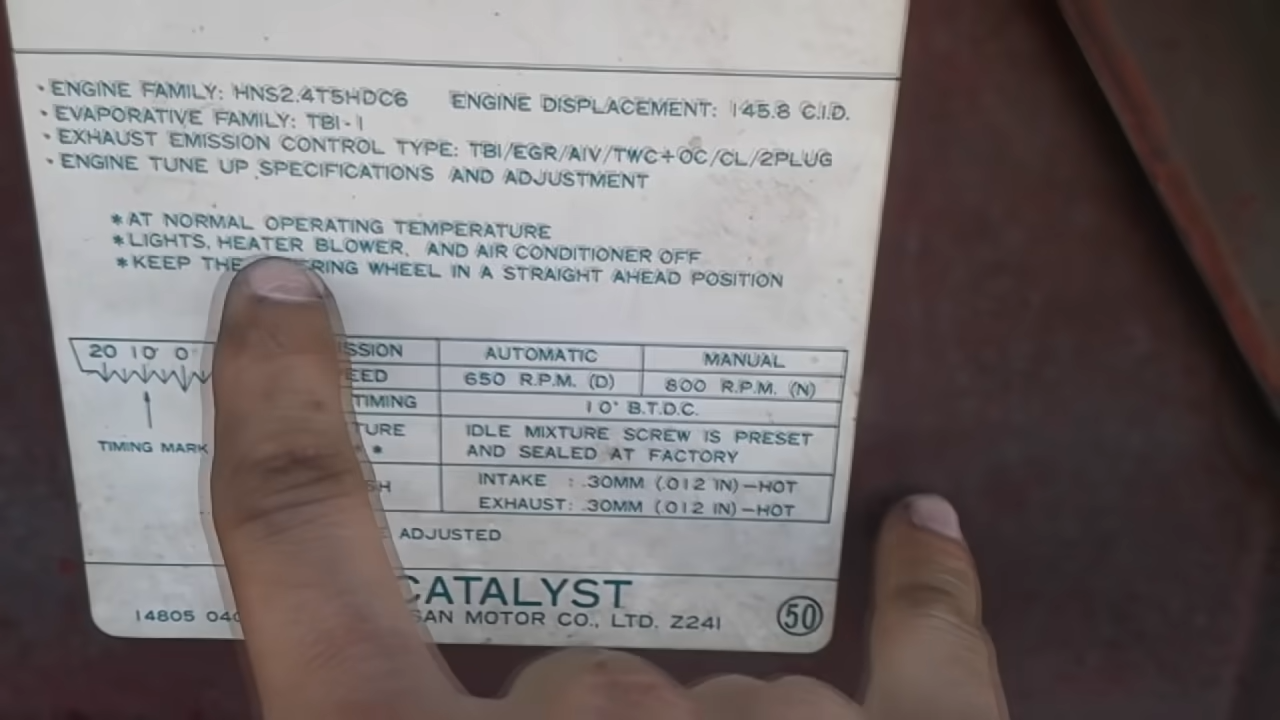 • ENGINE FAMILY: HNS2.4T5HDC6 ENGINE DISPLACEMENT: 145.8 C.I.D.
• EVAPORATIVE FAMILY: TBI-1
• EXHAUST EMISSION CONTROL TYPE: TBI/EGR/AIV/TWC+OC/CL/2PLUG
• ENGINE TUNE UP SPECIFICATIONS AND ADJUSTMENT
* AT NORMAL OPERATING TEMPERATURE
* LIGHTS, HEATER BLOWER, AND AIR CONDITIONER OFF
* KEEP THE RING WHEEL IN A STRAIGHT AHEAD POSITION
20 10 0
SSION AUTOMATIC MANUAL
EED 650 R.P.M. (D) 800 R.P.M. (N)
TIMING 10° B.T.D.C.
TURE IDLE MIXTURE SCREW IS PRESET
* AND SEALED AT FACTORY
TIMING MARK
SH INTAKE : .30MM (.012 IN)-HOT
EXHAUST: .30MM (.012 IN)-HOT
ADJUSTED
CATALYST
14805 04 SAN MOTOR CO., LTD. Z241 50